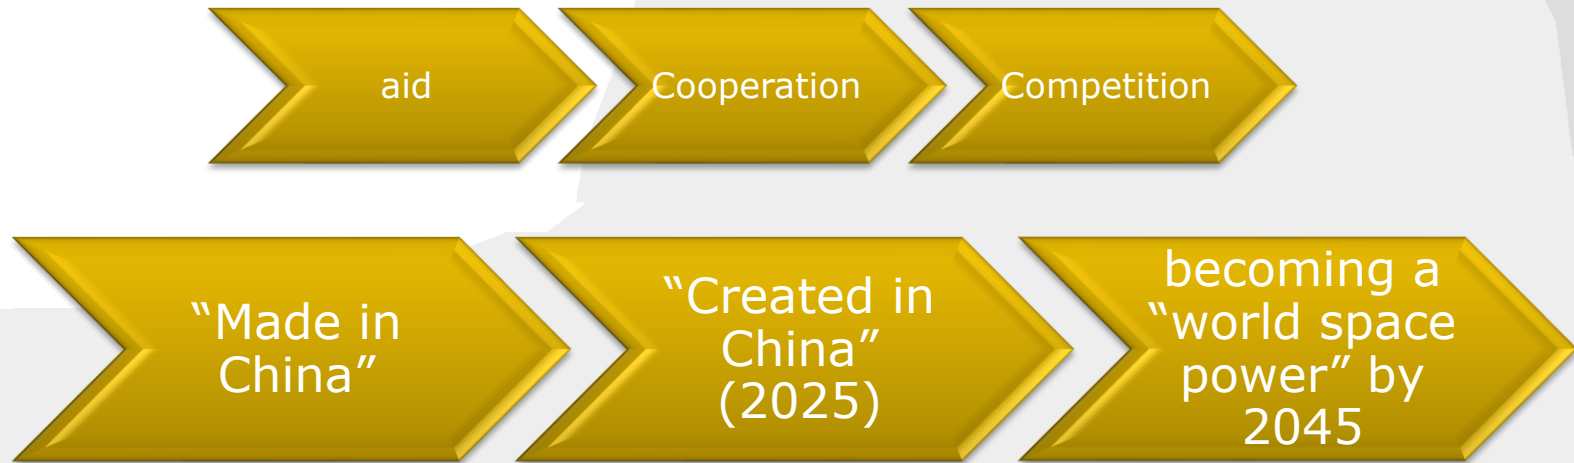 aid
Cooperation
Competition
“Made in
China”
“Created in
China”
(2025)
becoming a
“world space
power” by
2045